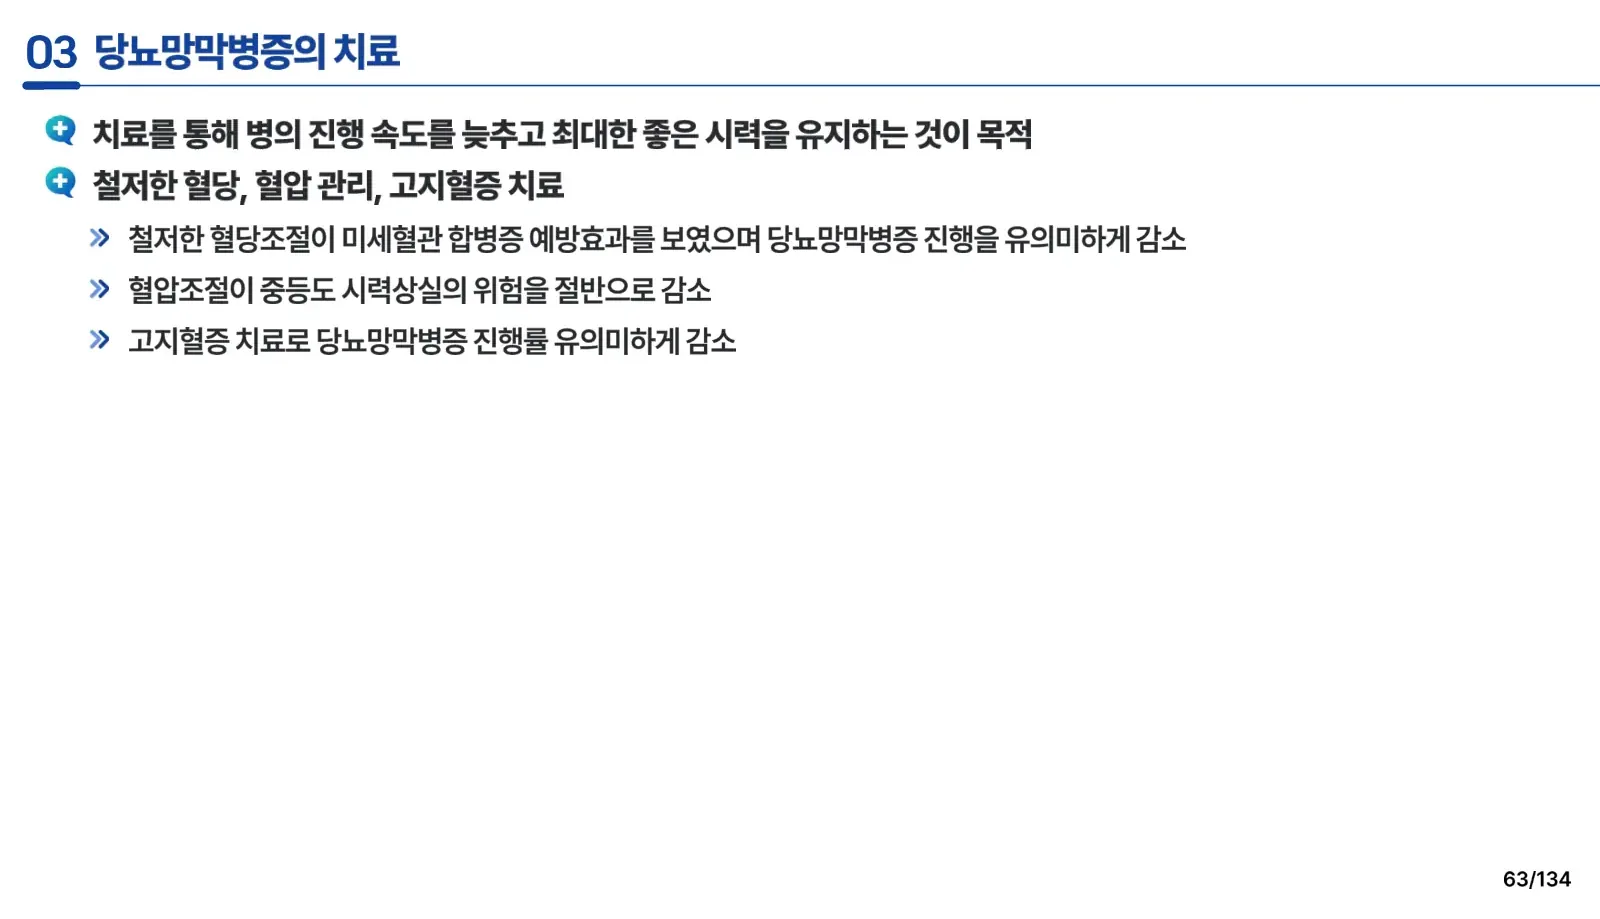 03 당뇨망막병증의 치료
치료를 통해 병의 진행 속도를 늦추고 최대한 좋은 시력을 유지하는 것이 목적
철저한 혈당, 혈압 관리, 고지혈증 치료
철저한 혈당조절이 미세혈관 합병증 예방효과를 보였으며 당뇨망막병증 진행을 유의미하게 감소
혈압조절이 중등도 시력상실의 위험을 절반으로 감소
고지혈증 치료로 당뇨망막병증 진행률 유의미하게 감소
63/134